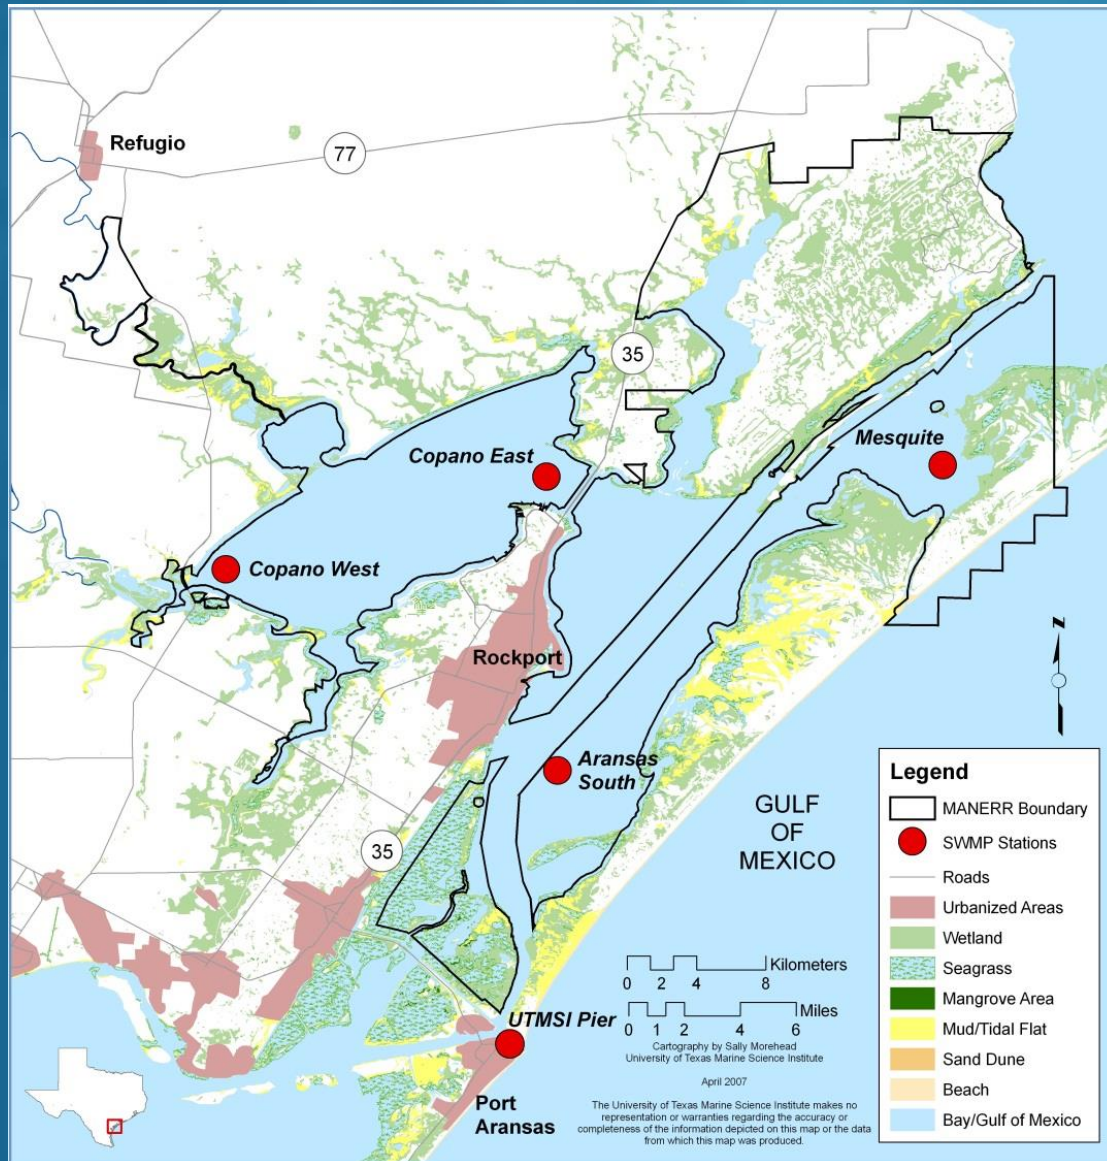 Refugio
77
35
Copano East
Mesquite
Copano West
Rockport
Aransas
South
GULF
OF
MEXICO
35
UTMSI Pier
Port
Aransas
N
Kilometers
0 2 4 8
Miles
0 1 2 4 6
Cartography by Sally Morehead
University of Texas Marine Science Institute
April 2007
The University of Texas Marine Science Institute makes no
representation or warranties regarding the accuracy or
completeness of the information depicted on this map or the data
from which this map was produced.
Legend
MANERR Boundary
SWMP Stations
Roads
Urbanized Areas
Wetland
Seagrass
Mangrove Area
Mud/Tidal Flat
Sand Dune
Beach
Bay/Gulf of Mexico